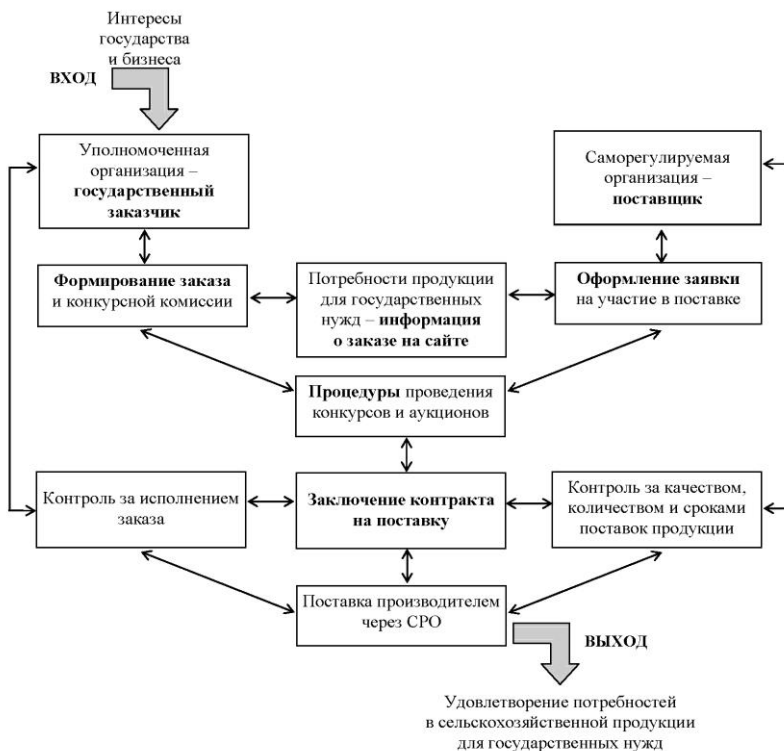 Интересы
государства
и бизнеса
ВХОД
Уполномоченная
организация –
государственный
заказчик
Саморегулируемая
организация –
поставщик
Формирование заказа
и конкурсной комиссии
Потребности продукции
для государственных
нужд – информация
о заказе на сайте
Оформление заявки
на участие в поставке
Процедуры проведения
конкурсов и аукционов
Контроль за исполнением
заказа
Заключение контракта
на поставку
Контроль за качеством,
количеством и сроками
поставок продукции
Поставка производителем
через СРО
ВЫХОД
Удовлетворение потребностей
в сельскохозяйственной продукции
для государственных нужд